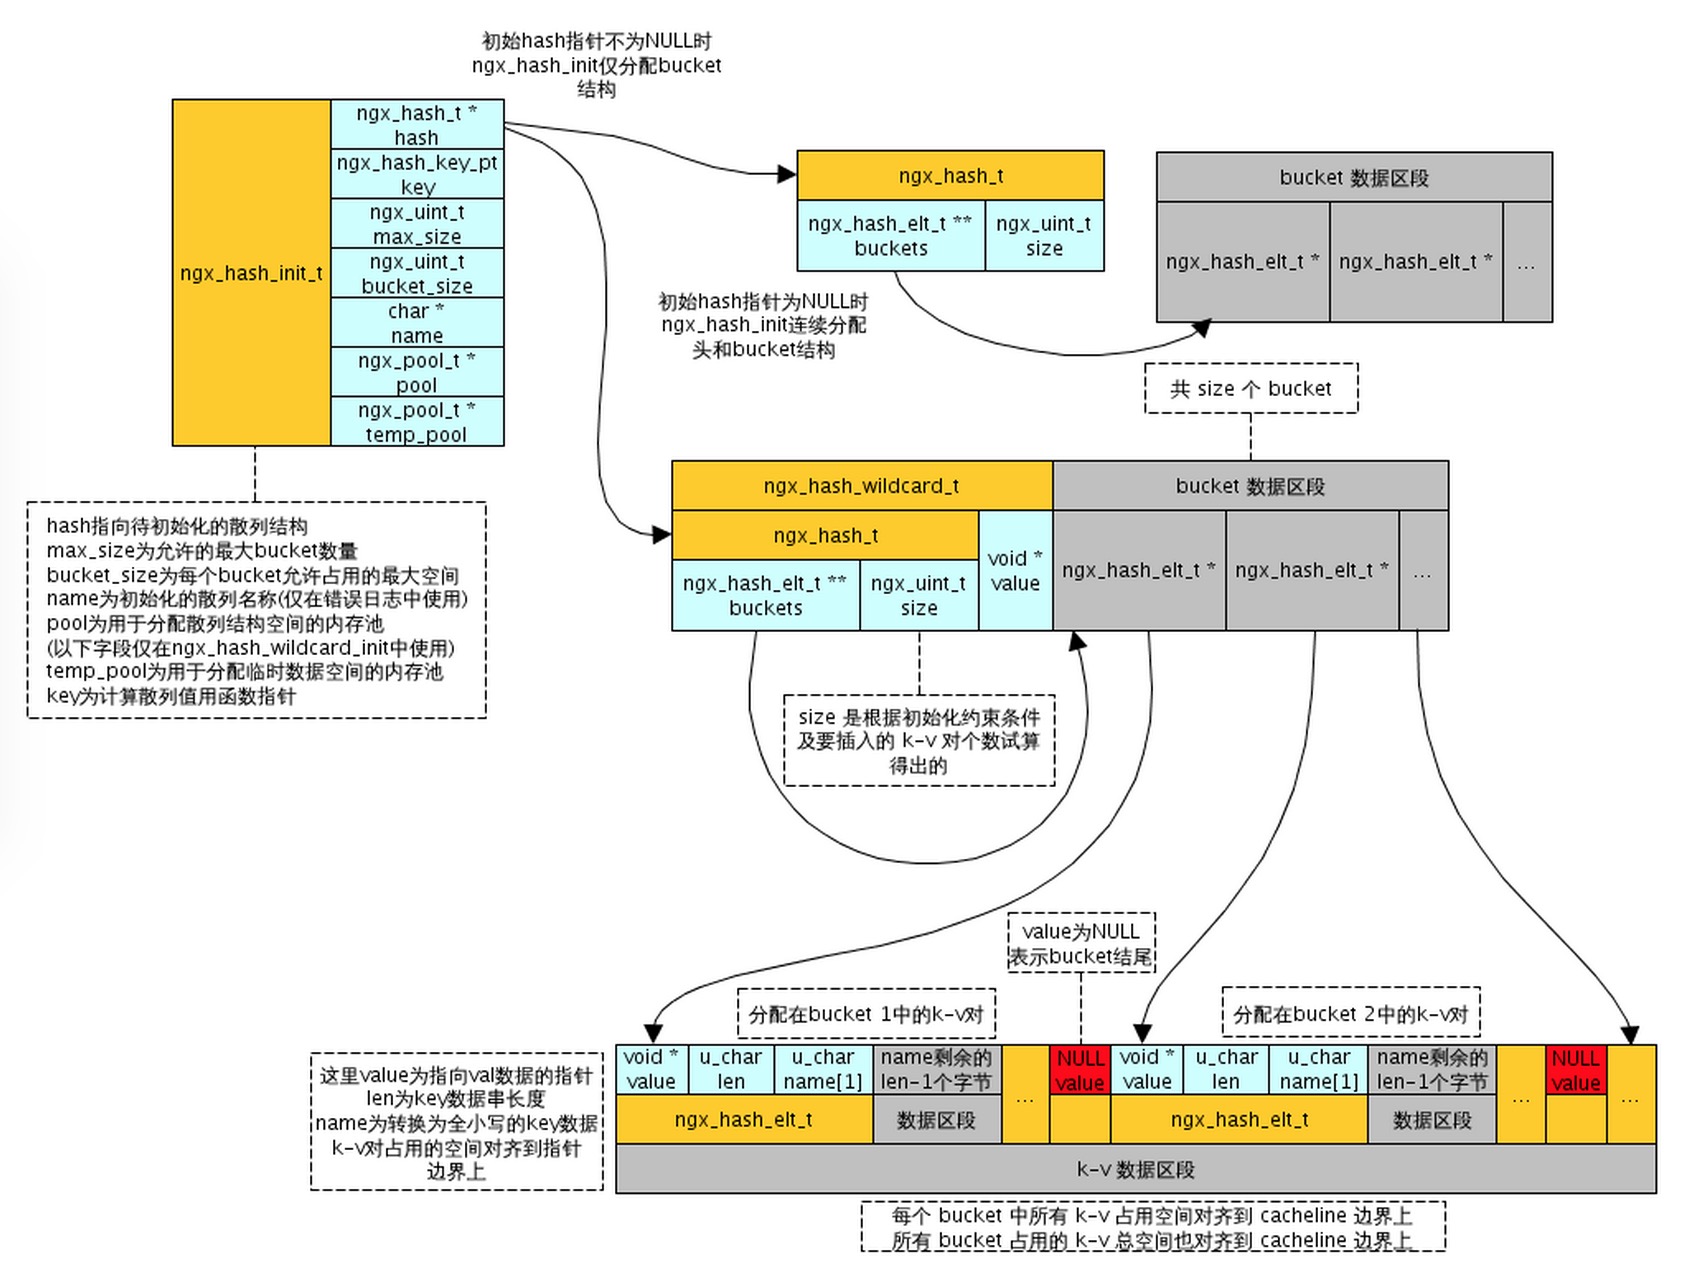 初始hash指针不为NULL时
ngx_hash_init仅分配bucket
结构
ngx_hash_init_t
ngx_hash_t *
hash
ngx_hash_key_pt
key
ngx_uint_t
max_size
ngx_uint_t
bucket_size
char *
name
ngx_pool_t *
pool
ngx_pool_t *
temp_pool
ngx_hash_t
ngx_hash_elt_t **
buckets
ngx_uint_t
size
bucket 数据区段
ngx_hash_elt_t *
ngx_hash_elt_t *
...
初始hash指针为NULL时
ngx_hash_init连续分配
头和bucket结构
共 size 个 bucket
hash指向待初始化的散列结构
max_size为允许的最大bucket数量
bucket_size为每个bucket允许占用的最大空间
name为初始化的散列名称(仅在错误日志中使用)
pool为用于分配散列结构空间的内存池
(以下字段仅在ngx_hash_wildcard_init中使用)
temp_pool为用于分配临时数据空间的内存池
key为计算散列值用函数指针
ngx_hash_wildcard_t
bucket 数据区段
ngx_hash_t
void *
value
ngx_hash_elt_t **
buckets
ngx_uint_t
size
ngx_hash_elt_t *
ngx_hash_elt_t *
...
size 是根据初始化约束条件
及要插入的 k-v 对个数试算
得出的
value为NULL
表示bucket结尾
分配在bucket 1中的k-v对
分配在bucket 2中的k-v对
这里value为指向val数据的指针
len为key数据串长度
name为转换为全小写的key数据
k-v对占用的空间对齐到指针
边界上
void *
value
u_char
len
u_char
name[1]
name剩余的
len-1个字节
...
NULL
value
void *
value
u_char
len
u_char
name[1]
name剩余的
len-1个字节
...
NULL
value
...
ngx_hash_elt_t
数据区段
ngx_hash_elt_t
数据区段
k-v 数据区段
每个 bucket 中所有 k-v 占用空间对齐到 cacheline 边界上
所有 bucket 占用的 k-v 总空间也对齐到 cacheline 边界上